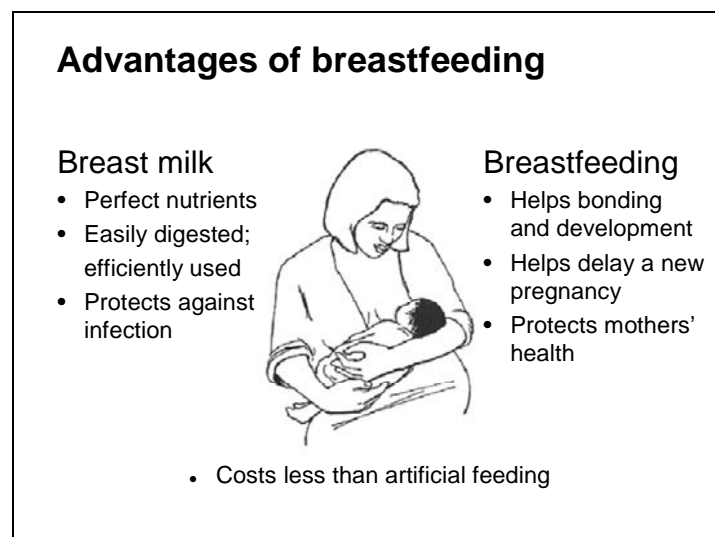 Advantages of breastfeeding
Breast milk
• Perfect nutrients
• Easily digested;
efficiently used
• Protects against
infection
Breastfeeding
• Helps bonding
and development
• Helps delay a new
pregnancy
• Protects mothers’
health
• Costs less than artificial feeding